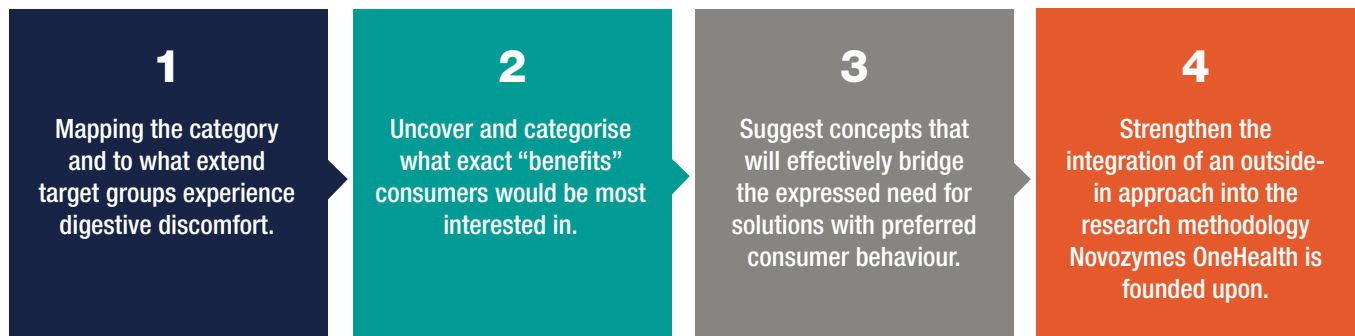 1
Mapping the category
and to what extend
target groups experience
digestive discomfort.
2
Uncover and categorise
what exact “benefits”
consumers would be most
interested in.
3
Suggest concepts that
will effectively bridge
the expressed need for
solutions with preferred
consumer behaviour.
4
Strengthen the
integration of an outside-
in approach into the
research methodology
Novozymes OneHealth is
founded upon.